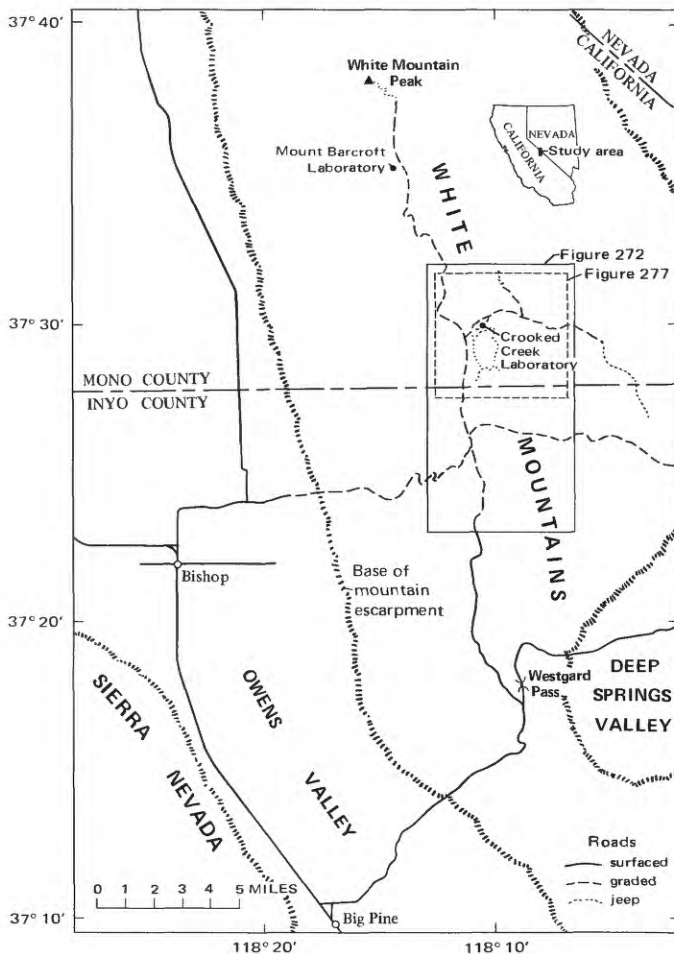 37° 40'
NEVADA
CALIFORNIA
White Mountain
Peak
NEVADA
CALIFORNIA
Study area
Mount Barcroft
Laboratory
WHITE
Figure 272
Figure 277
37° 30'
Crooked
Creek
Laboratory
MONO COUNTY
INYO COUNTY
MOUNTAINS
Bishop
Base of
mountain
escarpment
37° 20'
SIERRA
NEVADA
OWENS
VALLEY
Westgard
Pass
DEEP
SPRINGS
VALLEY
Roads
surfaced
graded
jeep
0 1 2 3 4 5 MILES
37° 10'
Big Pine
118° 20'
118° 10'